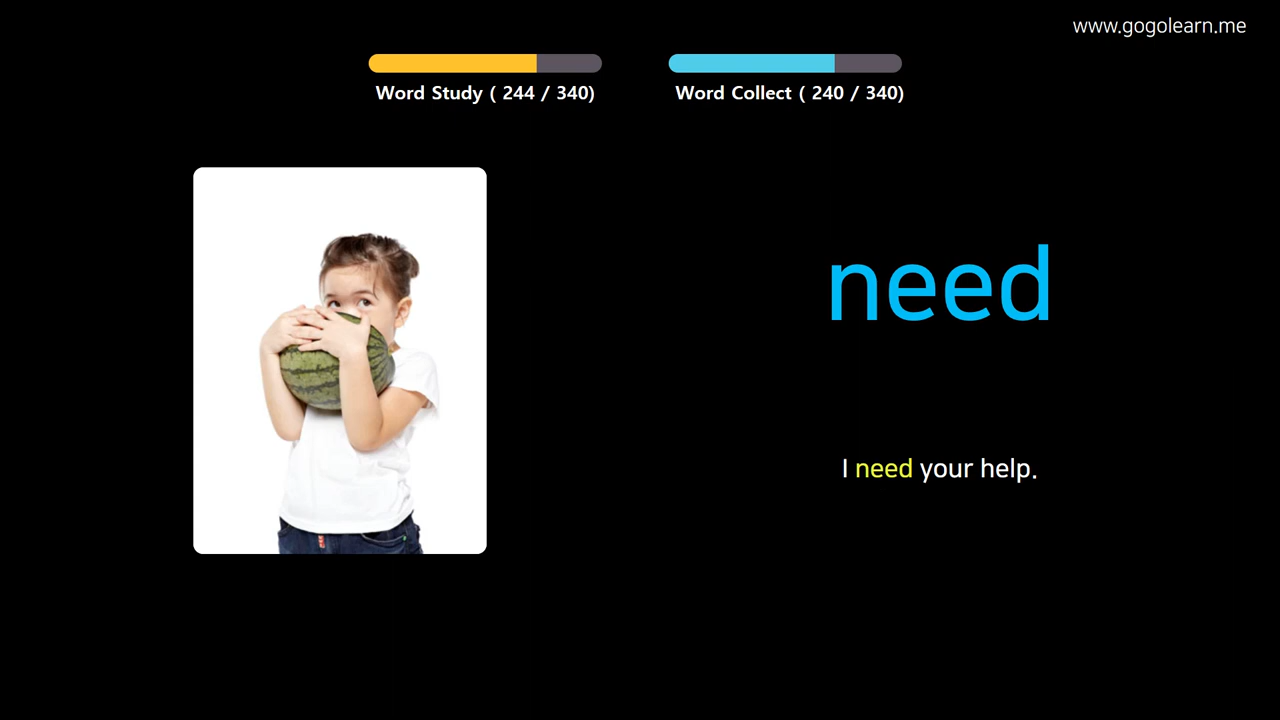 www.gogolearn.me
Word Study ( 244 / 340)
Word Collect ( 240 / 340)
need
I need your help.